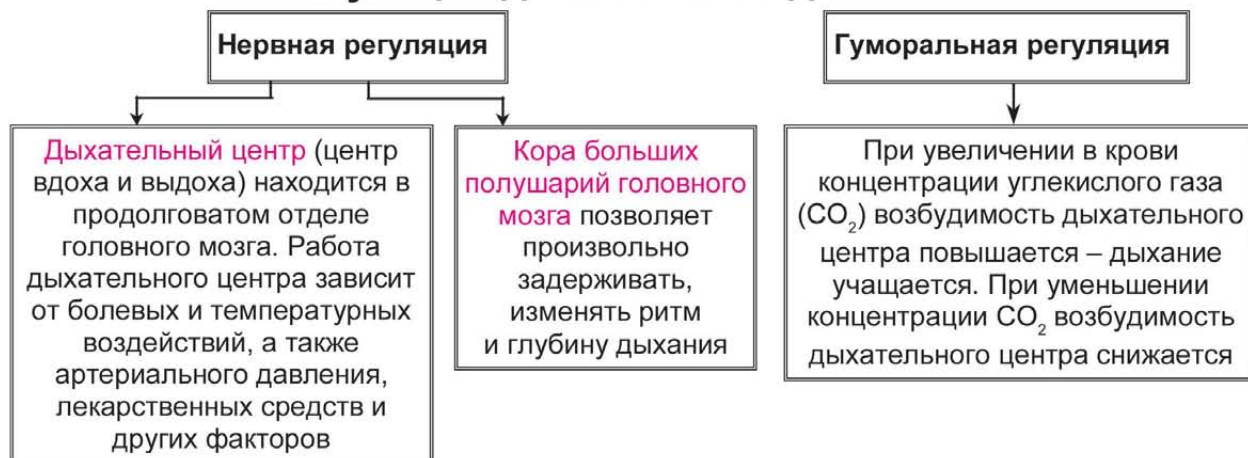 Нервная регуляция
Гуморальная регуляция
Дыхательный центр (центр
вдоха и выдоха) находится в
продолговатом отделе
головного мозга. Работа
дыхательного центра зависит
от болевых и температурных
воздействий, а также
артериального давления,
лекарственных средств и
других факторов
Кора больших
полушарий головного
мозга позволяет
произвольно
задерживать,
изменять ритм
и глубину дыхания
При увеличении в крови
концентрации углекислого газа
(CO₂) возбудимость дыхательного
центра повышается – дыхание
учащается. При уменьшении
концентрации CO₂ возбудимость
дыхательного центра снижается